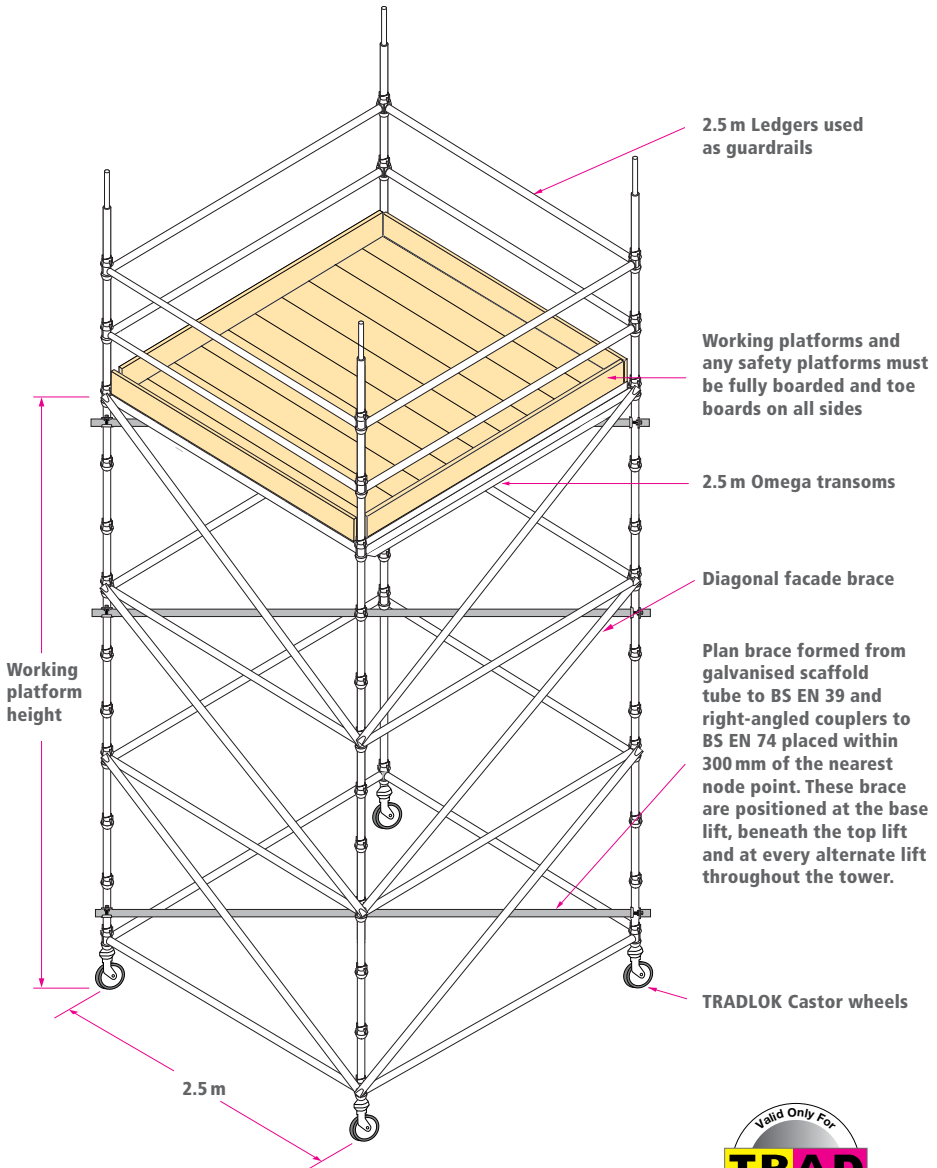 2.5 m Ledgers used
as guardrails
Working platforms and
any safety platforms must
be fully boarded and toe
boards on all sides
2.5 m Omega transoms
Diagonal facade brace
Plan brace formed from
galvanised scaffold
tube to BS EN 39 and
right-angled couplers to
BS EN 74 placed within
300 mm of the nearest
node point. These brace
are positioned at the base
lift, beneath the top lift
and at every alternate lift
throughout the tower.
Working
platform
height
TRADLOK Castor wheels
2.5 m
Valid Only For
TRAD